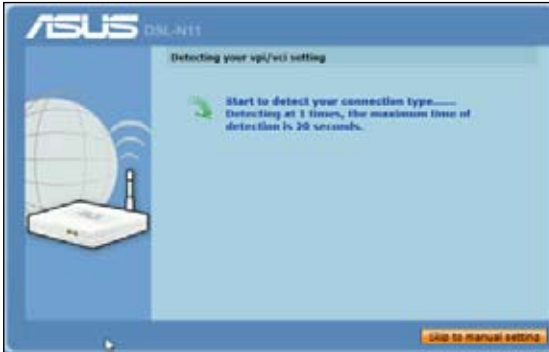 ASUS DSL-N11
Detecting your vpi/vci setting
Start to detect your connection type......
Detecting at 1 times, the maximum time of
detection is 20 seconds.
Skip to manual setting